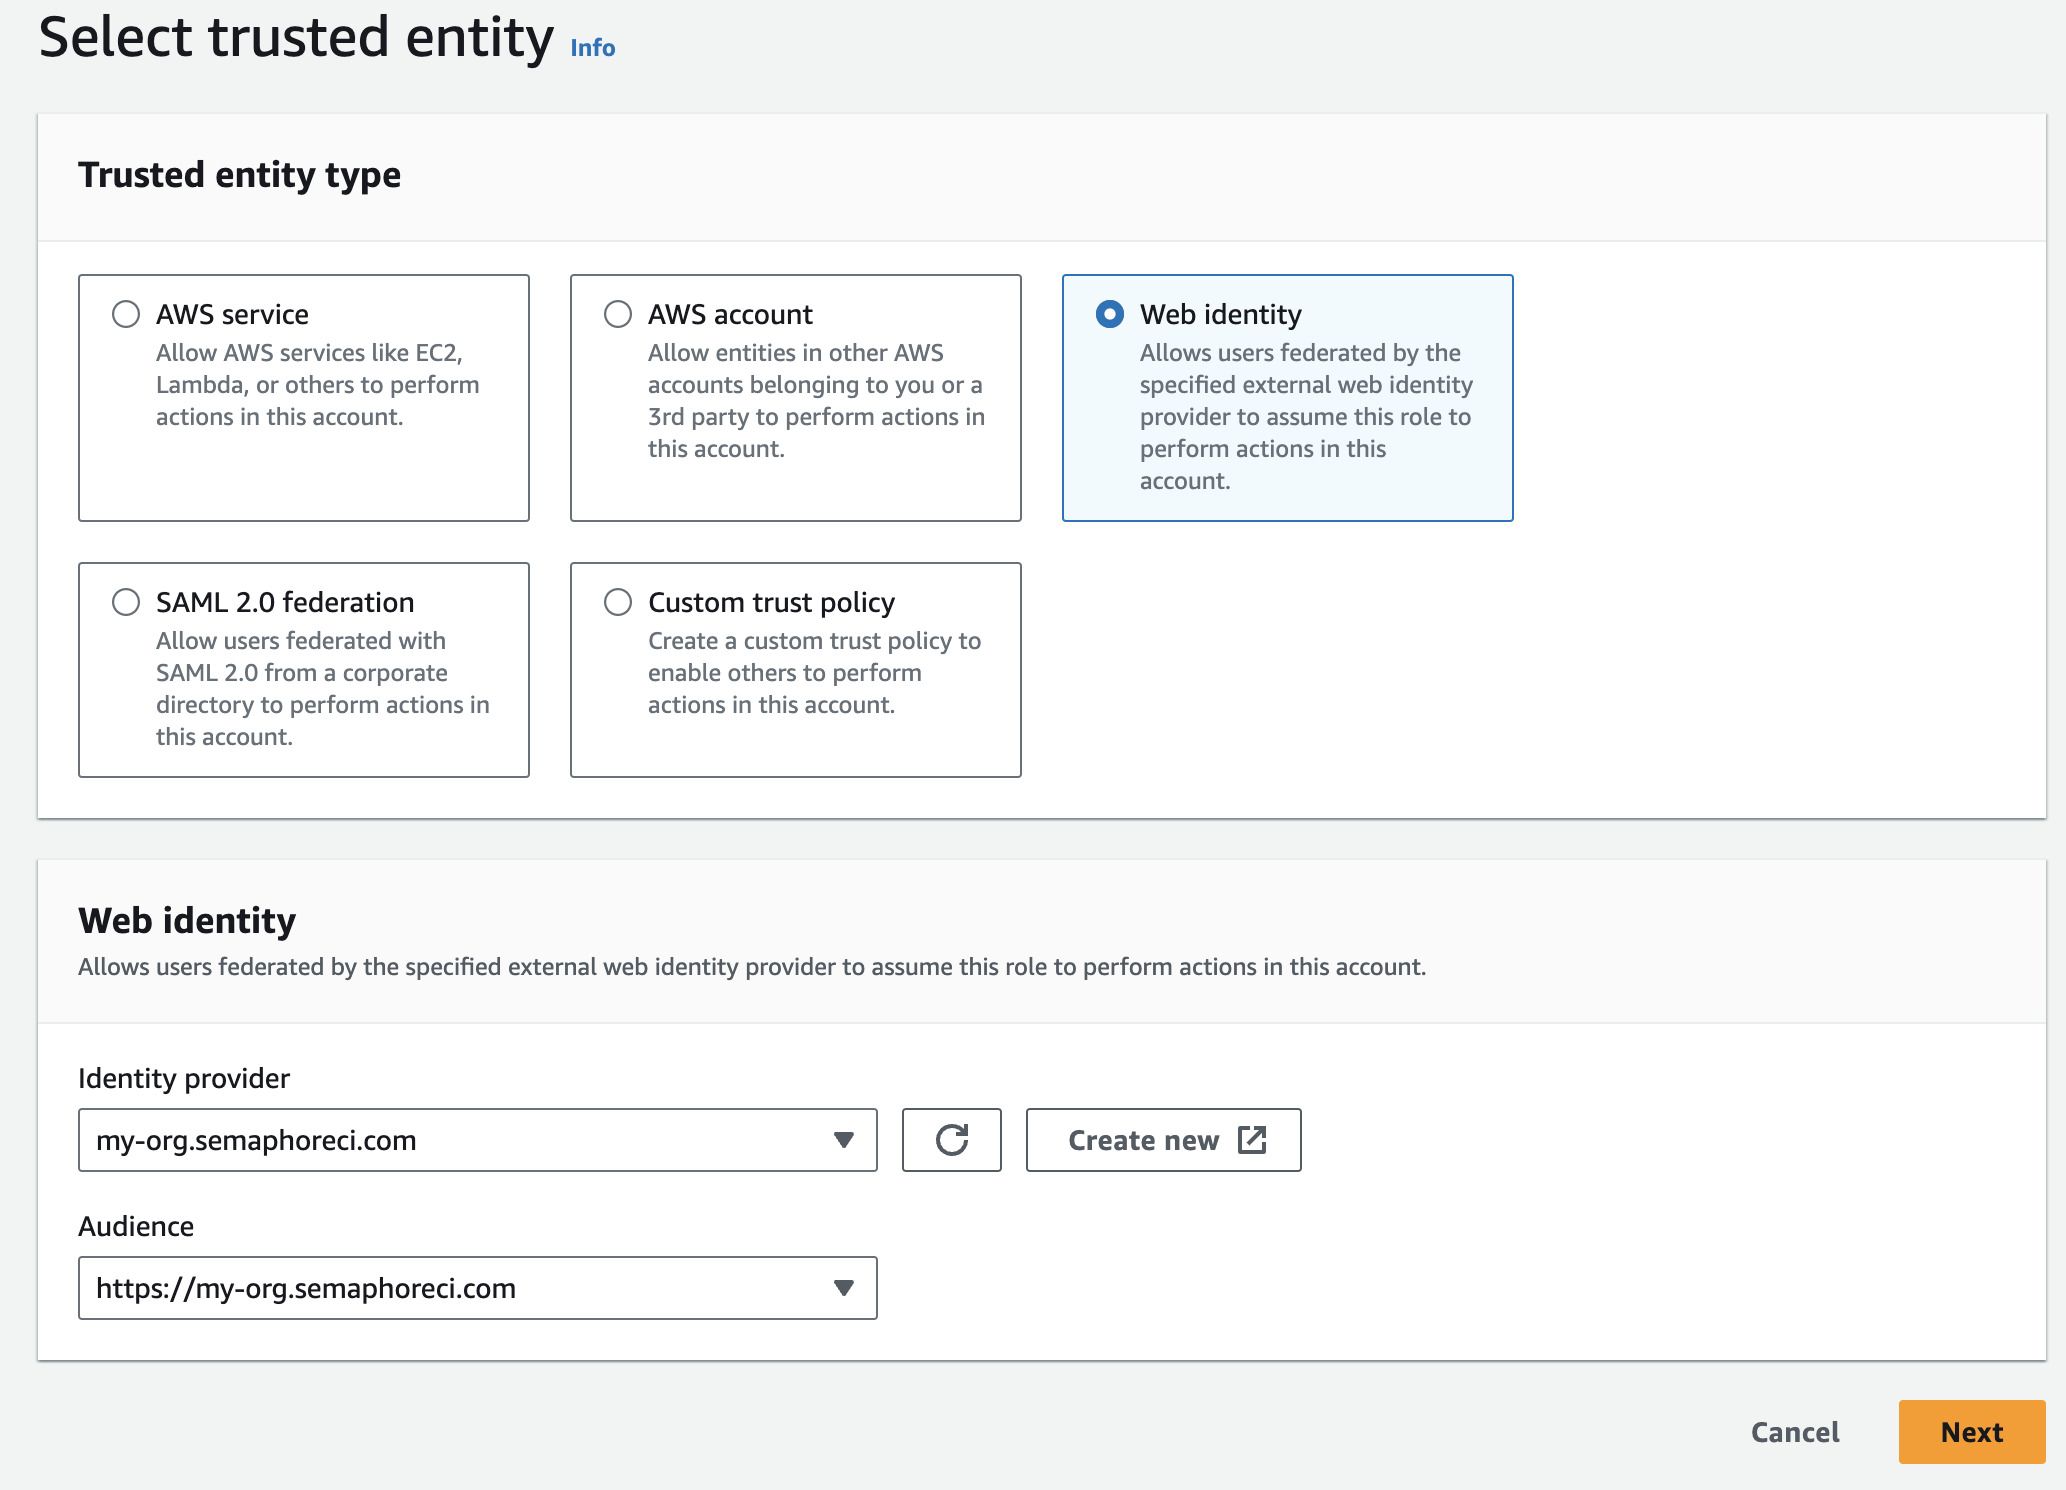 Select trusted entity Info
Trusted entity type
AWS service
Allow AWS services like EC2,
Lambda, or others to perform
actions in this account.
AWS account
Allow entities in other AWS
accounts belonging to you or a
3rd party to perform actions in
this account.
Web identity
Allows users federated by the
specified external web identity
provider to assume this role to
perform actions in this
account.
SAML 2.0 federation
Allow users federated with
SAML 2.0 from a corporate
directory to perform actions in
this account.
Custom trust policy
Create a custom trust policy to
enable others to perform
actions in this account.
Web identity
Allows users federated by the specified external web identity provider to assume this role to perform actions in this account.
Identity provider
my-org.semaphoreci.com
Create new
Audience
https://my-org.semaphoreci.com
Cancel
Next